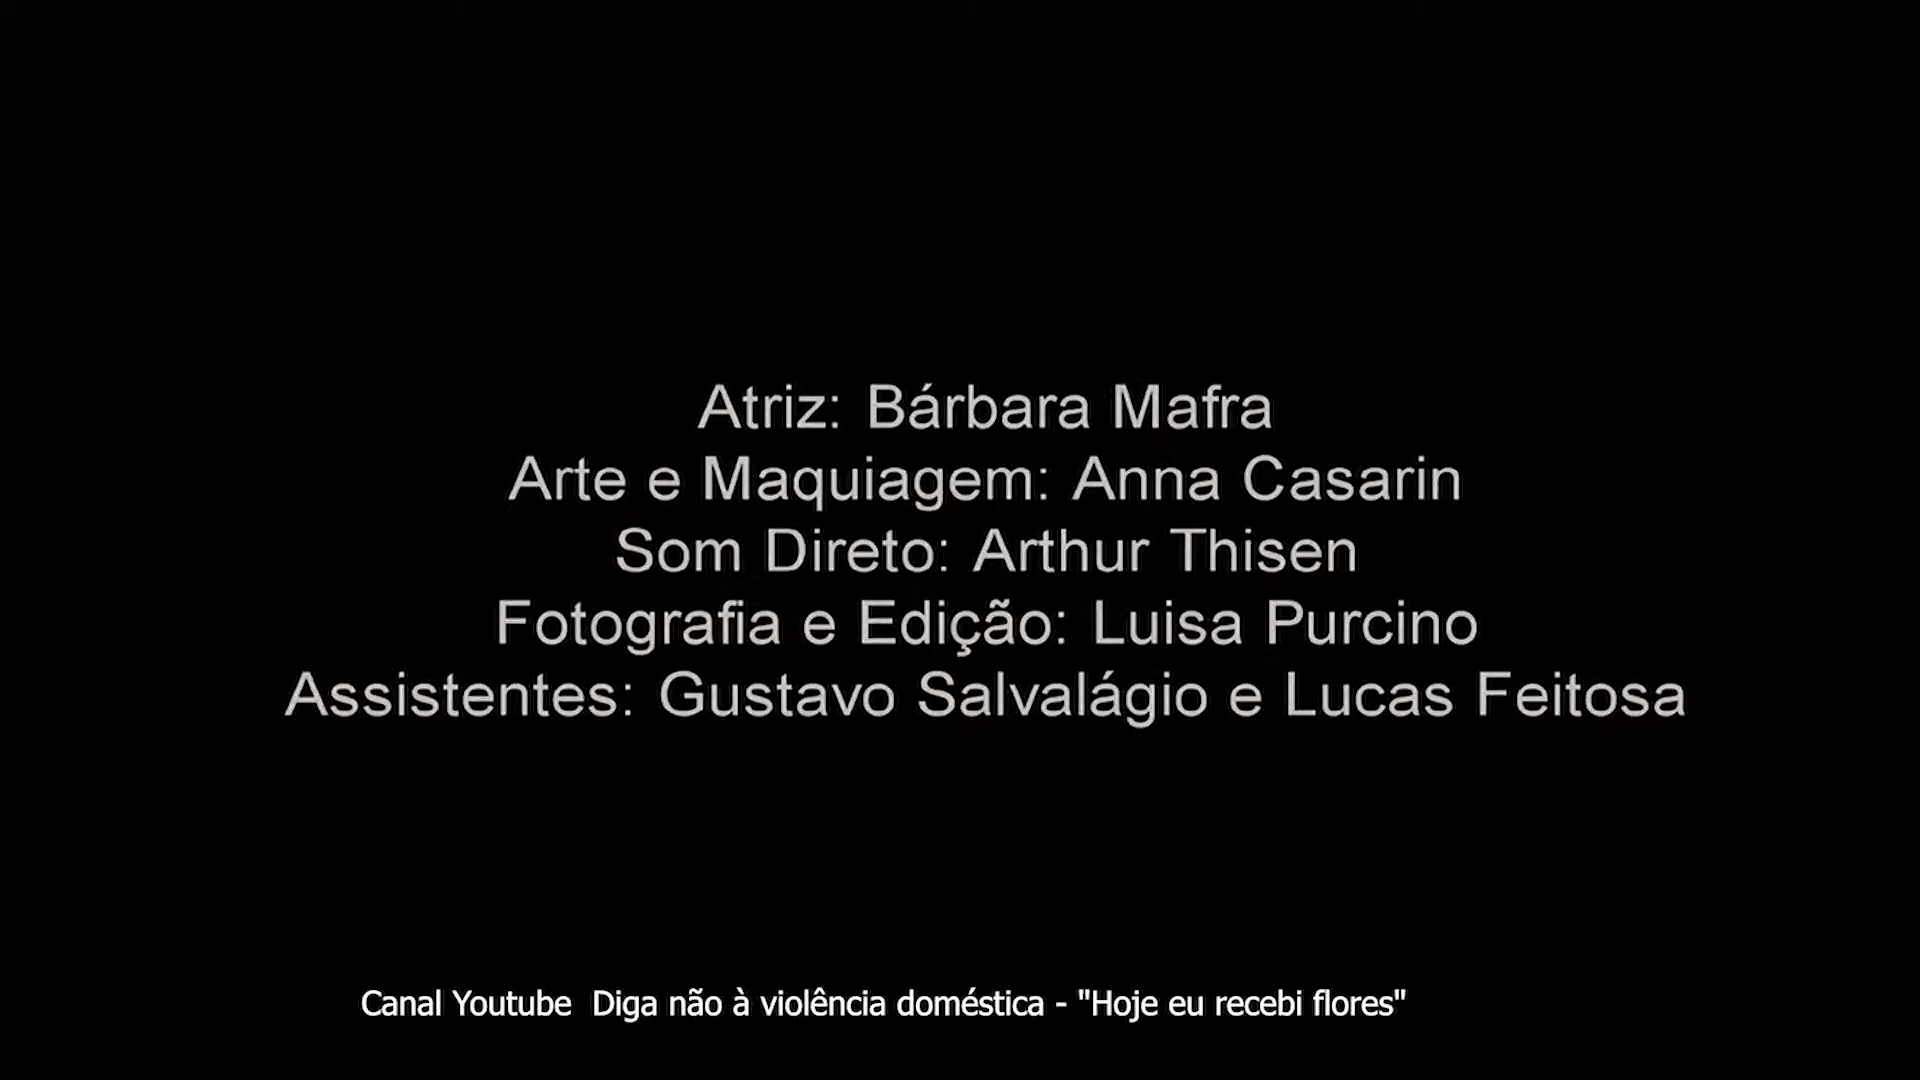 Atriz: Bárbara Mafra
Arte e Maquiagem: Anna Casarin
Som Direto: Arthur Thisen
Fotografia e Edição: Luisa Purcino
Assistentes: Gustavo Salvalágio e Lucas Feitosa
Canal Youtube  Diga não à violência doméstica - "Hoje eu recebi flores"